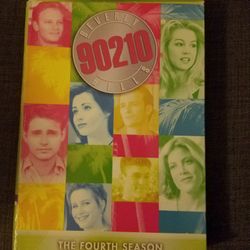 BEVERLY
90210
HILLS
THE FOURTH SEASON